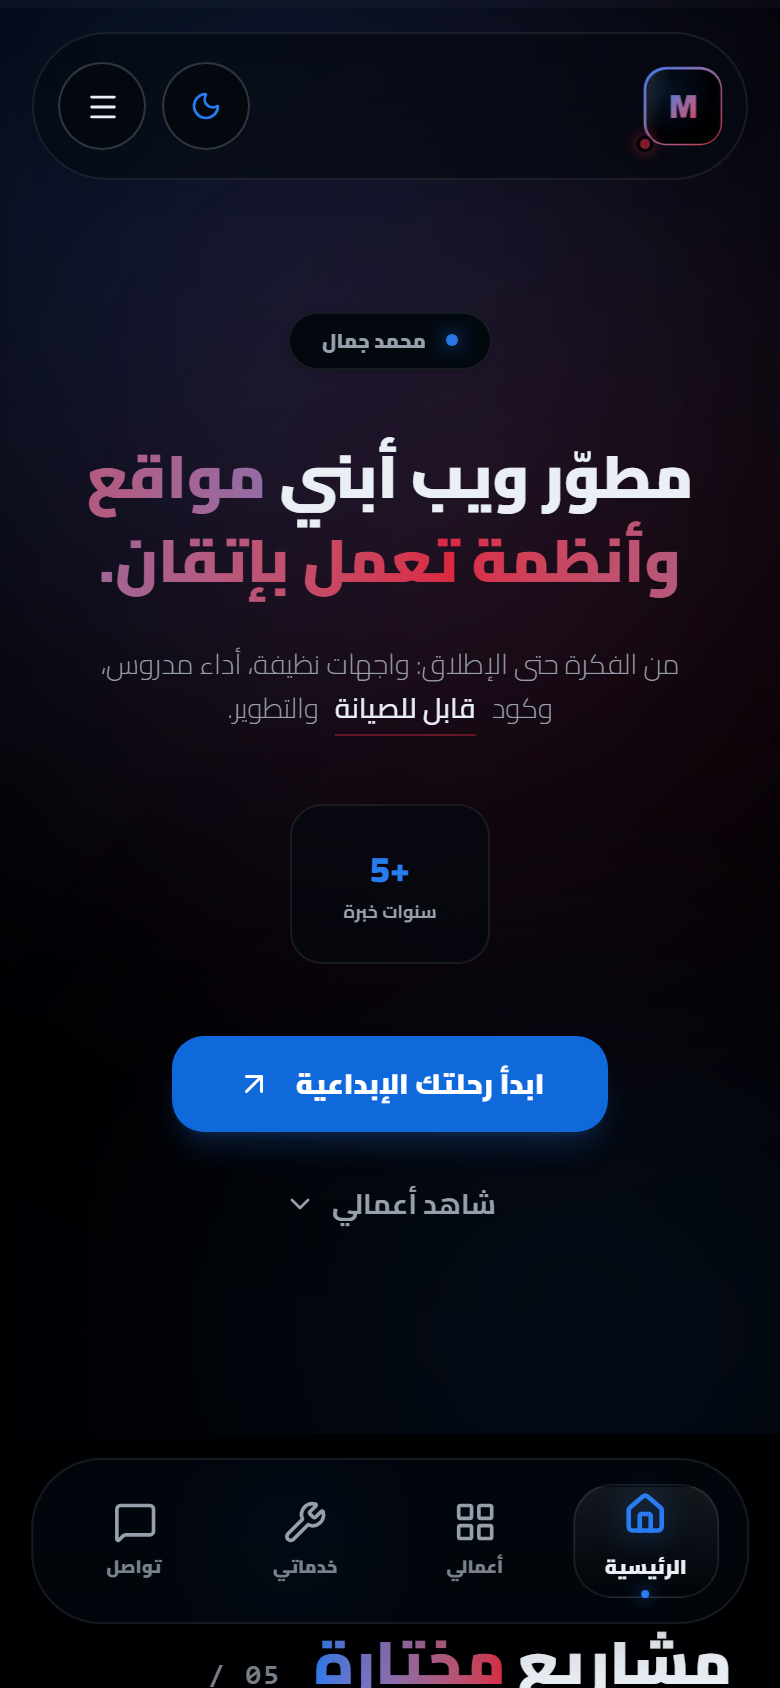 M
محمد جمال
مطوّر ويب أبني مواقع
وأنظمة تعمل بإتقان.
من الفكرة حتى الإطلاق: واجهات نظيفة، أداء مدروس،
وكود قابل للصيانة والتطوير.
5+
سنوات خبرة
ابدأ رحلتك الإبداعية
شاهد أعمالي
الرئيسية
أعمالي
خدماتي
تواصل
مشاريع مختارة
/ 05